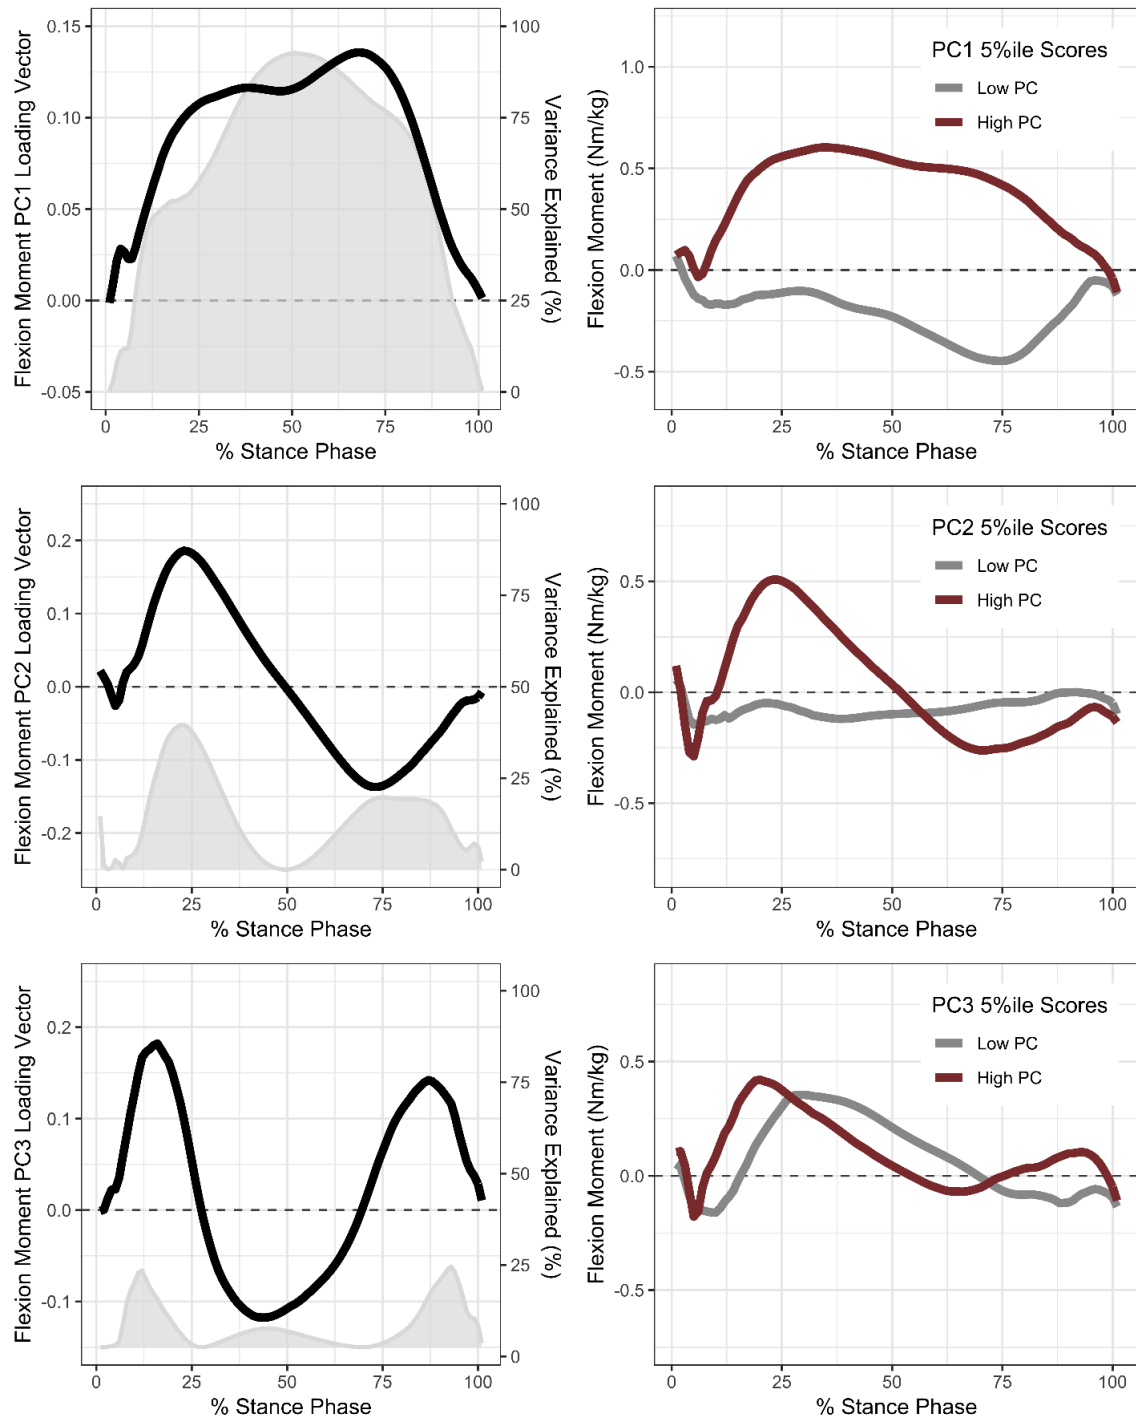 Flexion Moment PC1 Loading Vector
0.15
0.10
0.05
0.00
-0.05
100
75
50
25
0
Variance Explained (%)
0 25 50 75 100
% Stance Phase
Flexion Moment (Nm/kg)
1.0
0.5
0.0
-0.5
PC1 5%ile Scores
Low PC
High PC
0 25 50 75 100
% Stance Phase
Flexion Moment PC2 Loading Vector
0.2
0.1
0.0
-0.1
-0.2
100
75
50
25
0
Variance Explained (%)
0 25 50 75 100
% Stance Phase
Flexion Moment (Nm/kg)
0.5
0.0
-0.5
PC2 5%ile Scores
Low PC
High PC
0 25 50 75 100
% Stance Phase
Flexion Moment PC3 Loading Vector
0.2
0.1
0.0
-0.1
100
75
50
25
0
Variance Explained (%)
0 25 50 75 100
% Stance Phase
Flexion Moment (Nm/kg)
0.5
0.0
-0.5
PC3 5%ile Scores
Low PC
High PC
0 25 50 75 100
% Stance Phase